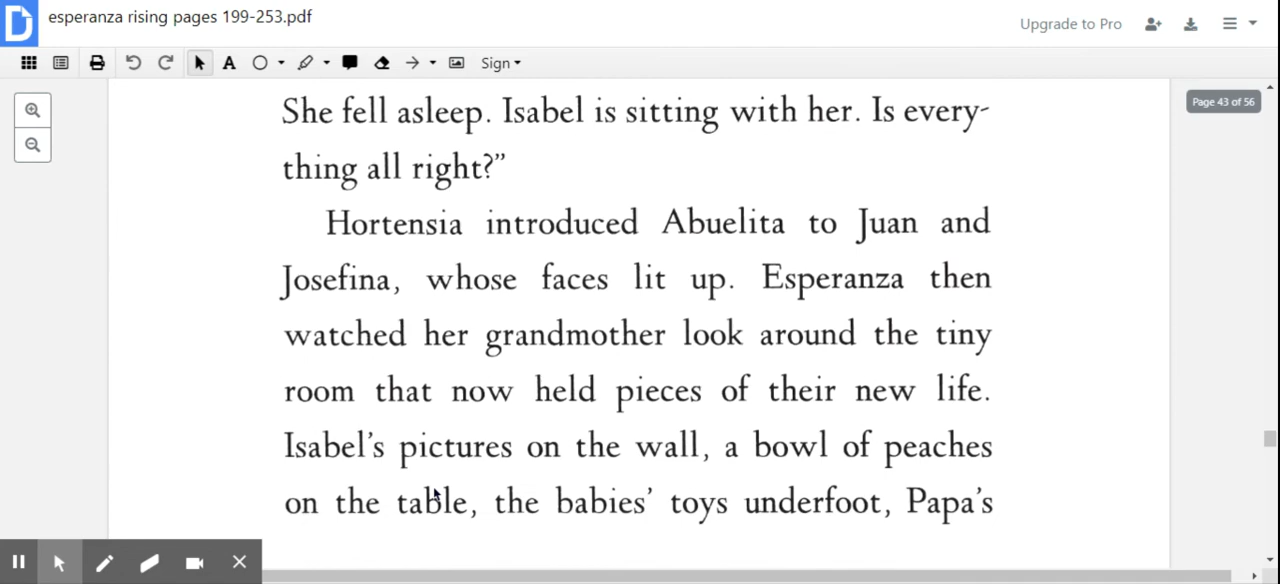 esperanza rising pages 199-253.pdf
Upgrade to Pro
A
Sign
Page 43 of 56
She fell asleep. Isabel is sitting with her. Is every-
thing all right?”
Hortensia introduced Abuelita to Juan and
Josefina, whose faces lit up. Esperanza then
watched her grandmother look around the tiny
room that now held pieces of their new life.
Isabel’s pictures on the wall, a bowl of peaches
on the table, the babies’ toys underfoot, Papa’s